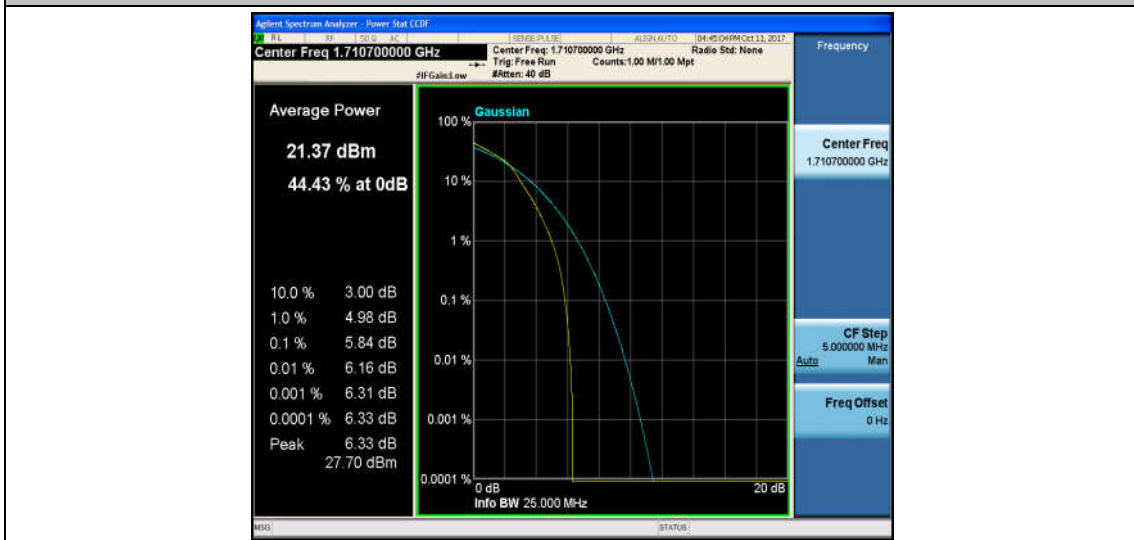 Agilent Spectrum Analyzer - Power Stat CCDF
RL RF 50 Ω AC SENSE:PULSE ALIGN AUTO 04:45:04 PM Oct 11, 2017
Center Freq 1.710700000 GHz
Center Freq: 1.710700000 GHz Radio Std: None
Trig: Free Run Counts:1.00 M/1.00 Mpt
#IFGain:Low #Atten: 40 dB
Frequency
Average Power
21.37 dBm
44.43 % at 0dB
10.0 % 3.00 dB
1.0 % 4.98 dB
0.1 % 5.84 dB
0.01 % 6.16 dB
0.001 % 6.31 dB
0.0001 % 6.33 dB
Peak 6.33 dB
27.70 dBm
Gaussian
100 %
10 %
1 %
0.1 %
0.01 %
0.001 %
0.0001 %
0 dB 20 dB
Info BW 25.000 MHz
Center Freq
1.710700000 GHz
CF Step
5.000000 MHz
Auto Man
Freq Offset
0 Hz
MSG STATUS